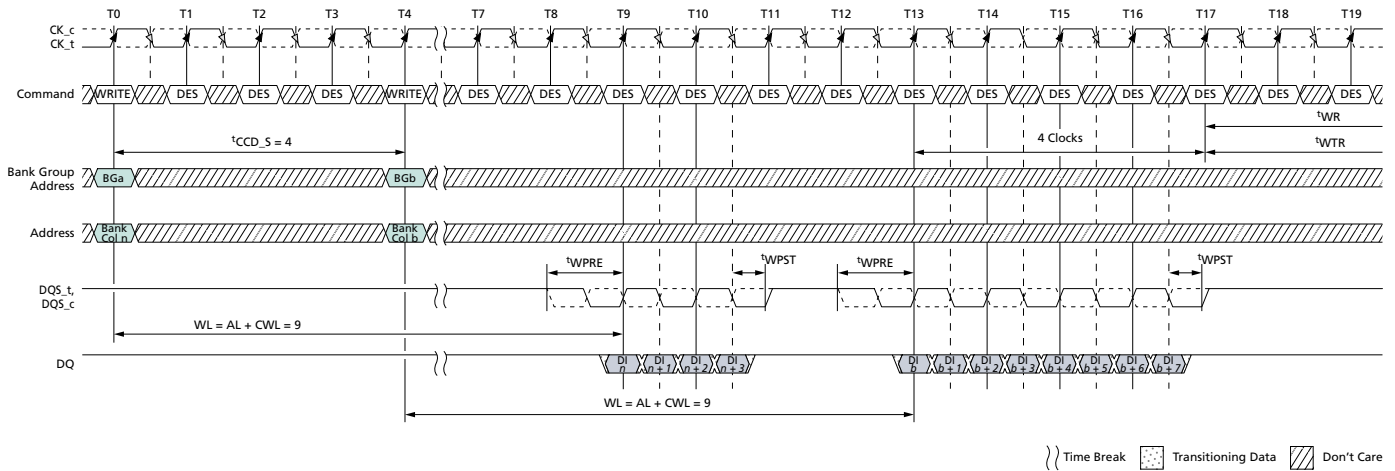 T0 T1 T2 T3 T4 T7 T8 T9 T10 T11 T12 T13 T14 T15 T16 T17 T18 T19
CK_c
CK_t
Command WRITE DES DES DES WRITE DES DES DES DES DES DES DES DES DES DES DES DES DES
tWR
tCCD_S = 4
4 Clocks
tWTR
Bank Group
Address
BGa BGb
Address
Bank
Col n
Bank
Col b
tWPRE tWPST tWPRE tWPST
DQS_t,
DQS_c
WL = AL + CWL = 9
DQ
DI
n
DI
n + 1
DI
n + 2
DI
n + 3
DI
b
DI
b + 1
DI
b + 2
DI
b + 3
DI
b + 4
DI
b + 5
DI
b + 6
DI
b + 7
WL = AL + CWL = 9
Time Break Transitioning Data Don't Care